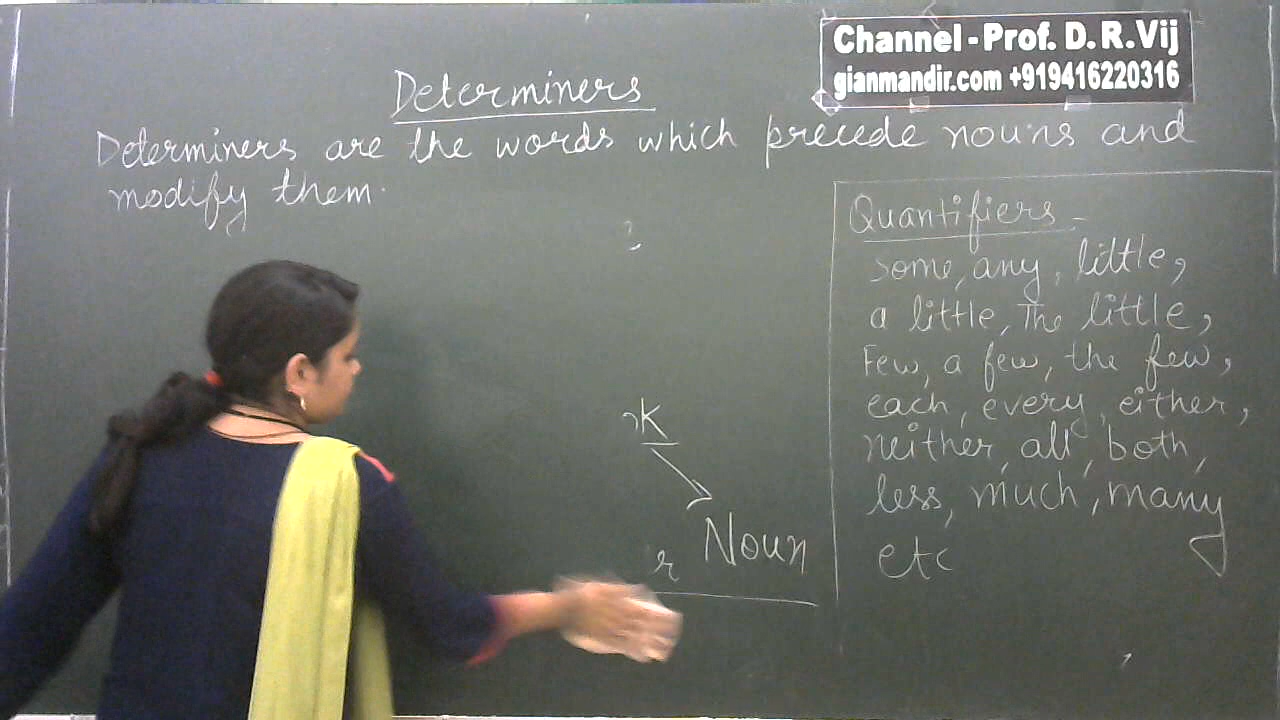 Channel - Prof. D. R. Vij
gianmandir.com +919416220316
Determiners
Determiners are the words which precede nouns and
modify them.
Quantifiers -
some, any, little,
a little, The little,
Few, a few, the few,
each, every, either,
neither, all, both,
less, much, many
etc
k
Noun
r